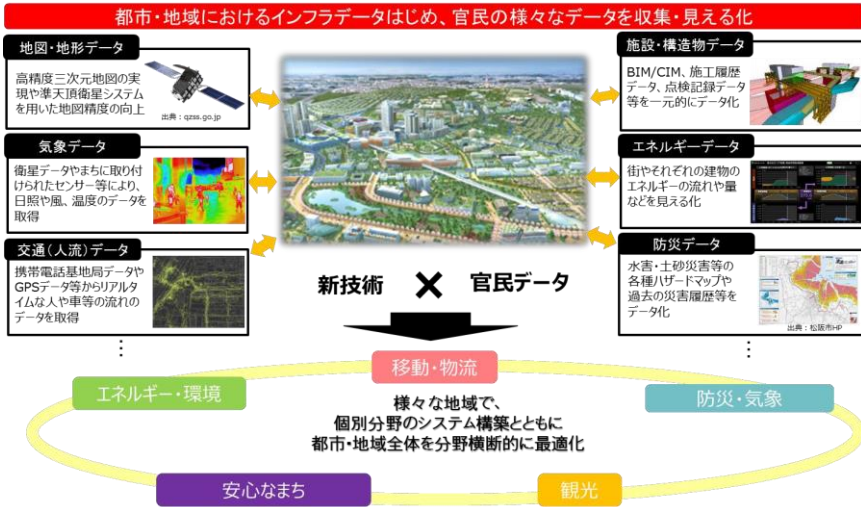 都市・地域におけるインフラデータはじめ、官民の様々なデータを収集・見える化
地図・地形データ
高精度三次元地図の実
現や準天頂衛星システム
を用いた地図精度の向上
出典：qzss.go.jp
気象データ
衛星データやまちに取り付
けられたセンサー等により、
日照や風、温度のデータを
取得
交通（人流）データ
携帯電話基地局データや
GPSデータ等からリアルタ
イムな人や車等の流れの
データを取得
施設・構造物データ
BIM/CIM、施工履歴
データ、点検記録データ
等を一元的にデータ化
エネルギーデータ
街やそれぞれの建物の
エネルギーの流れや量
などを見える化
防災データ
水害・土砂災害等の
各種ハザードマップや
過去の災害履歴等を
データ化
出典：松阪市HP
新技術 × 官民データ
移動・物流
エネルギー・環境
防災・気象
様々な地域で、
個別分野のシステム構築とともに
都市・地域全体を分野横断的に最適化
安心なまち
観光